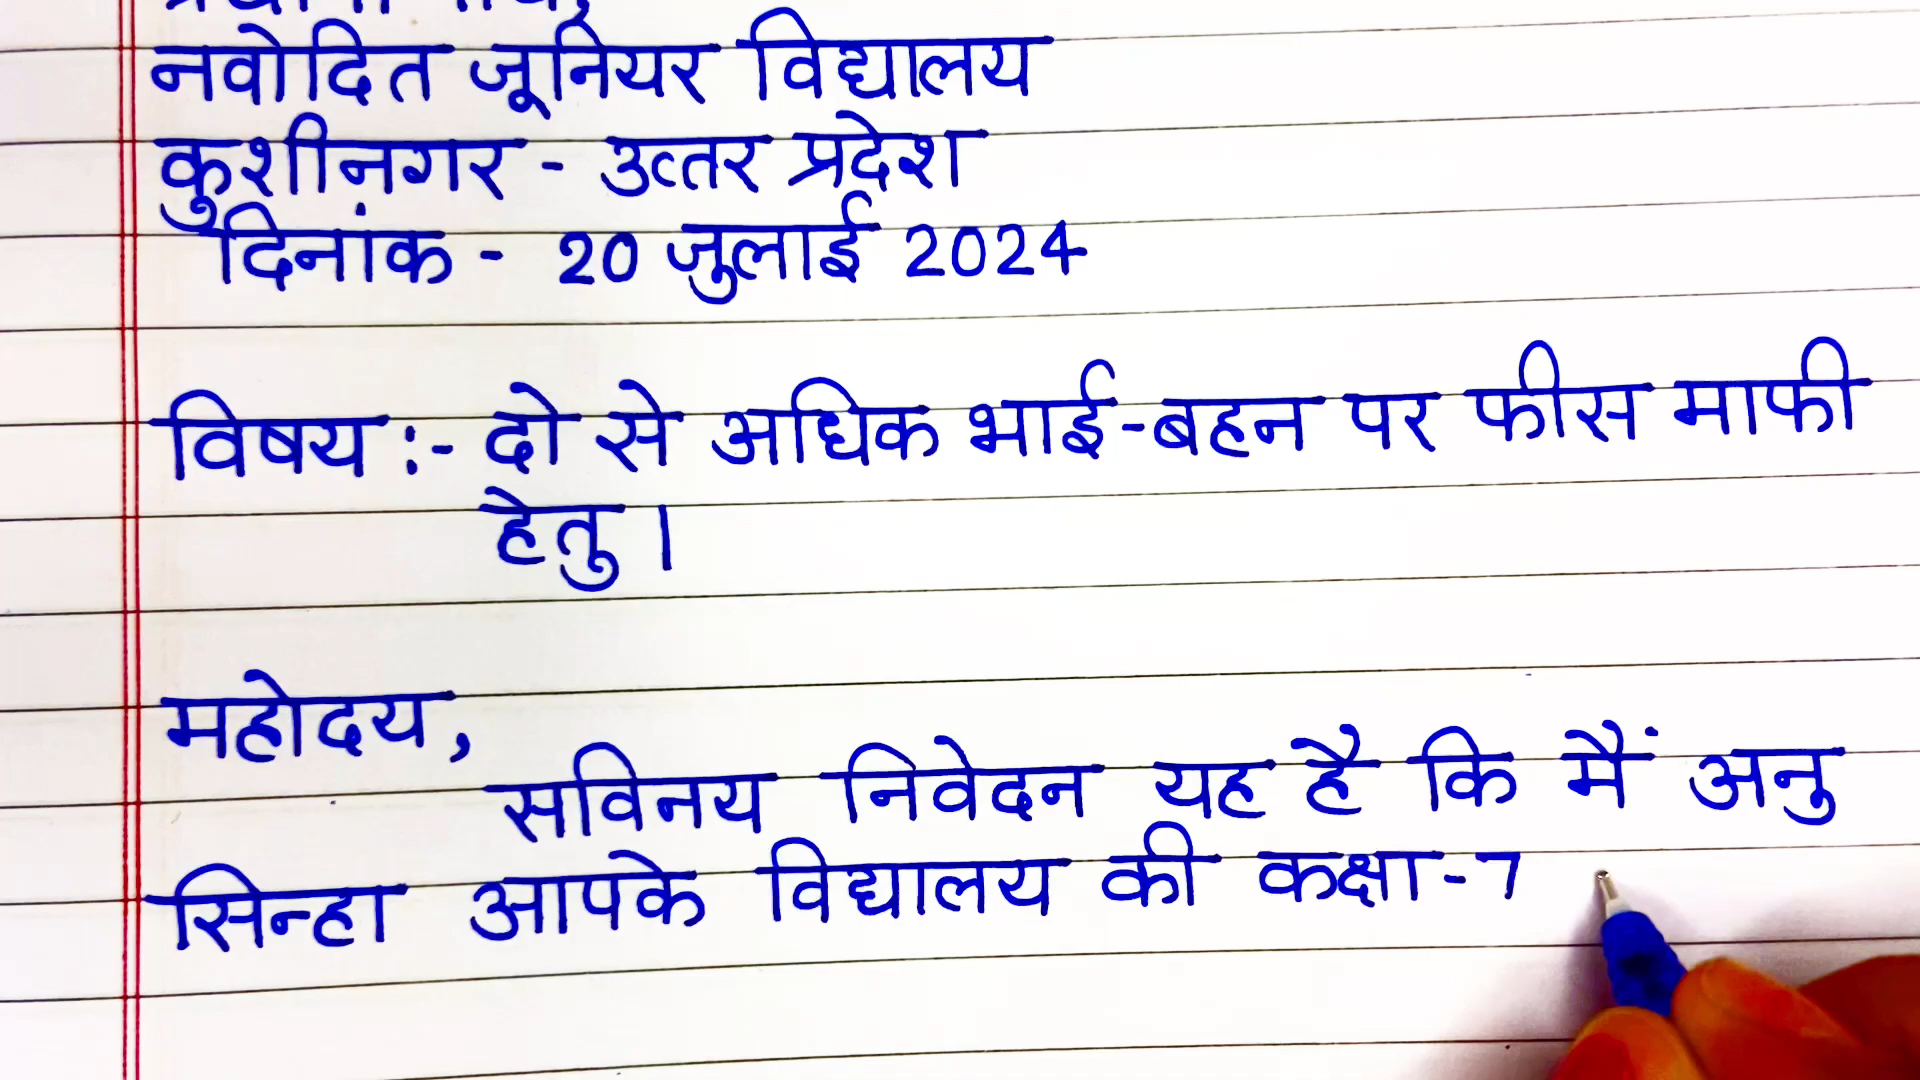 नवोदित जूनियर विद्यालय
कुशीनगर - उत्तर प्रदेश
दिनांक - 20 जुलाई 2024
विषय :- दो से अधिक भाई-बहन पर फीस माफी
हेतु।
महोदय,
सविनय निवेदन यह है कि मैं अनु
सिन्हा आपके विद्यालय की कक्षा-7